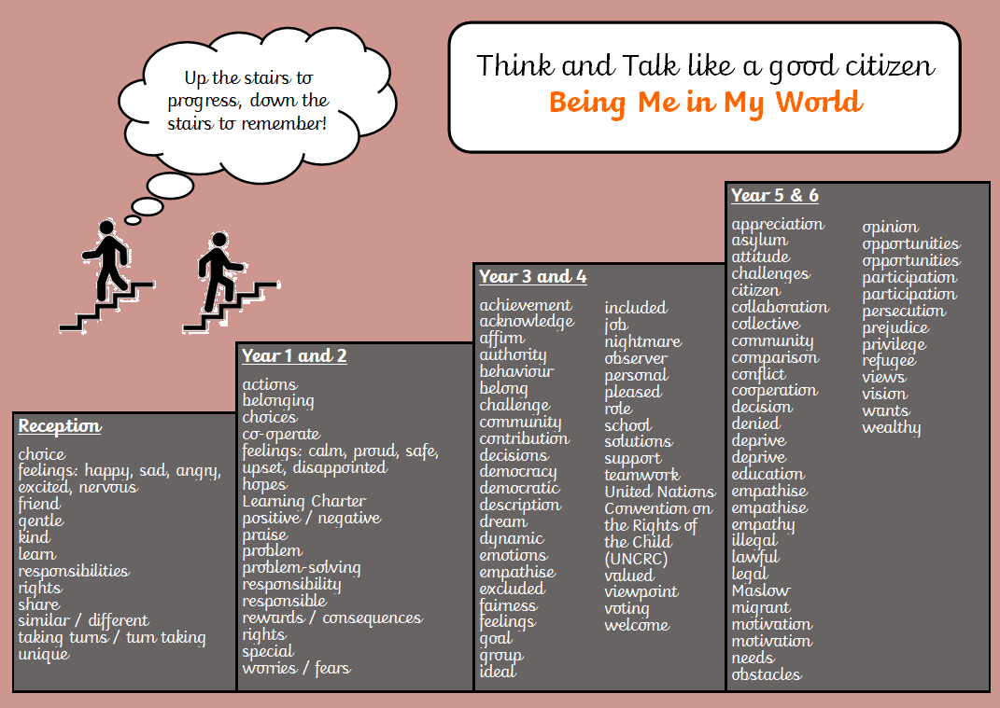 Up the stairs to
progress, down the
stairs to remember!
Think and Talk like a good citizen
Being Me in My World
Reception
choice
feelings: happy, sad, angry,
excited, nervous
friend
gentle
kind
learn
responsibilities
rights
share
similar / different
taking turns / turn taking
unique
Year 1 and 2
actions
belonging
choices
co-operate
feelings: calm, proud, safe,
upset, disappointed
hopes
Learning Charter
positive / negative
praise
problem
problem-solving
responsibility
responsible
rewards / consequences
rights
special
worries / fears
Year 3 and 4
achievement
acknowledge
affirm
authority
behaviour
belong
challenge
community
contribution
decisions
democracy
democratic
description
dream
dynamic
emotions
empathise
excluded
fairness
feelings
goal
group
ideal
included
job
nightmare
observer
personal
pleased
role
school
solutions
support
teamwork
United Nations
Convention on
the Rights of
the Child
(UNCRC)
valued
viewpoint
voting
welcome
Year 5 & 6
appreciation
asylum
attitude
challenges
citizen
collaboration
collective
community
comparison
conflict
cooperation
decision
denied
deprive
deprive
education
empathise
empathise
empathy
illegal
lawful
legal
Maslow
migrant
motivation
motivation
needs
obstacles
opinion
opportunities
opportunities
participation
participation
persecution
prejudice
privilege
refugee
views
vision
wants
wealthy